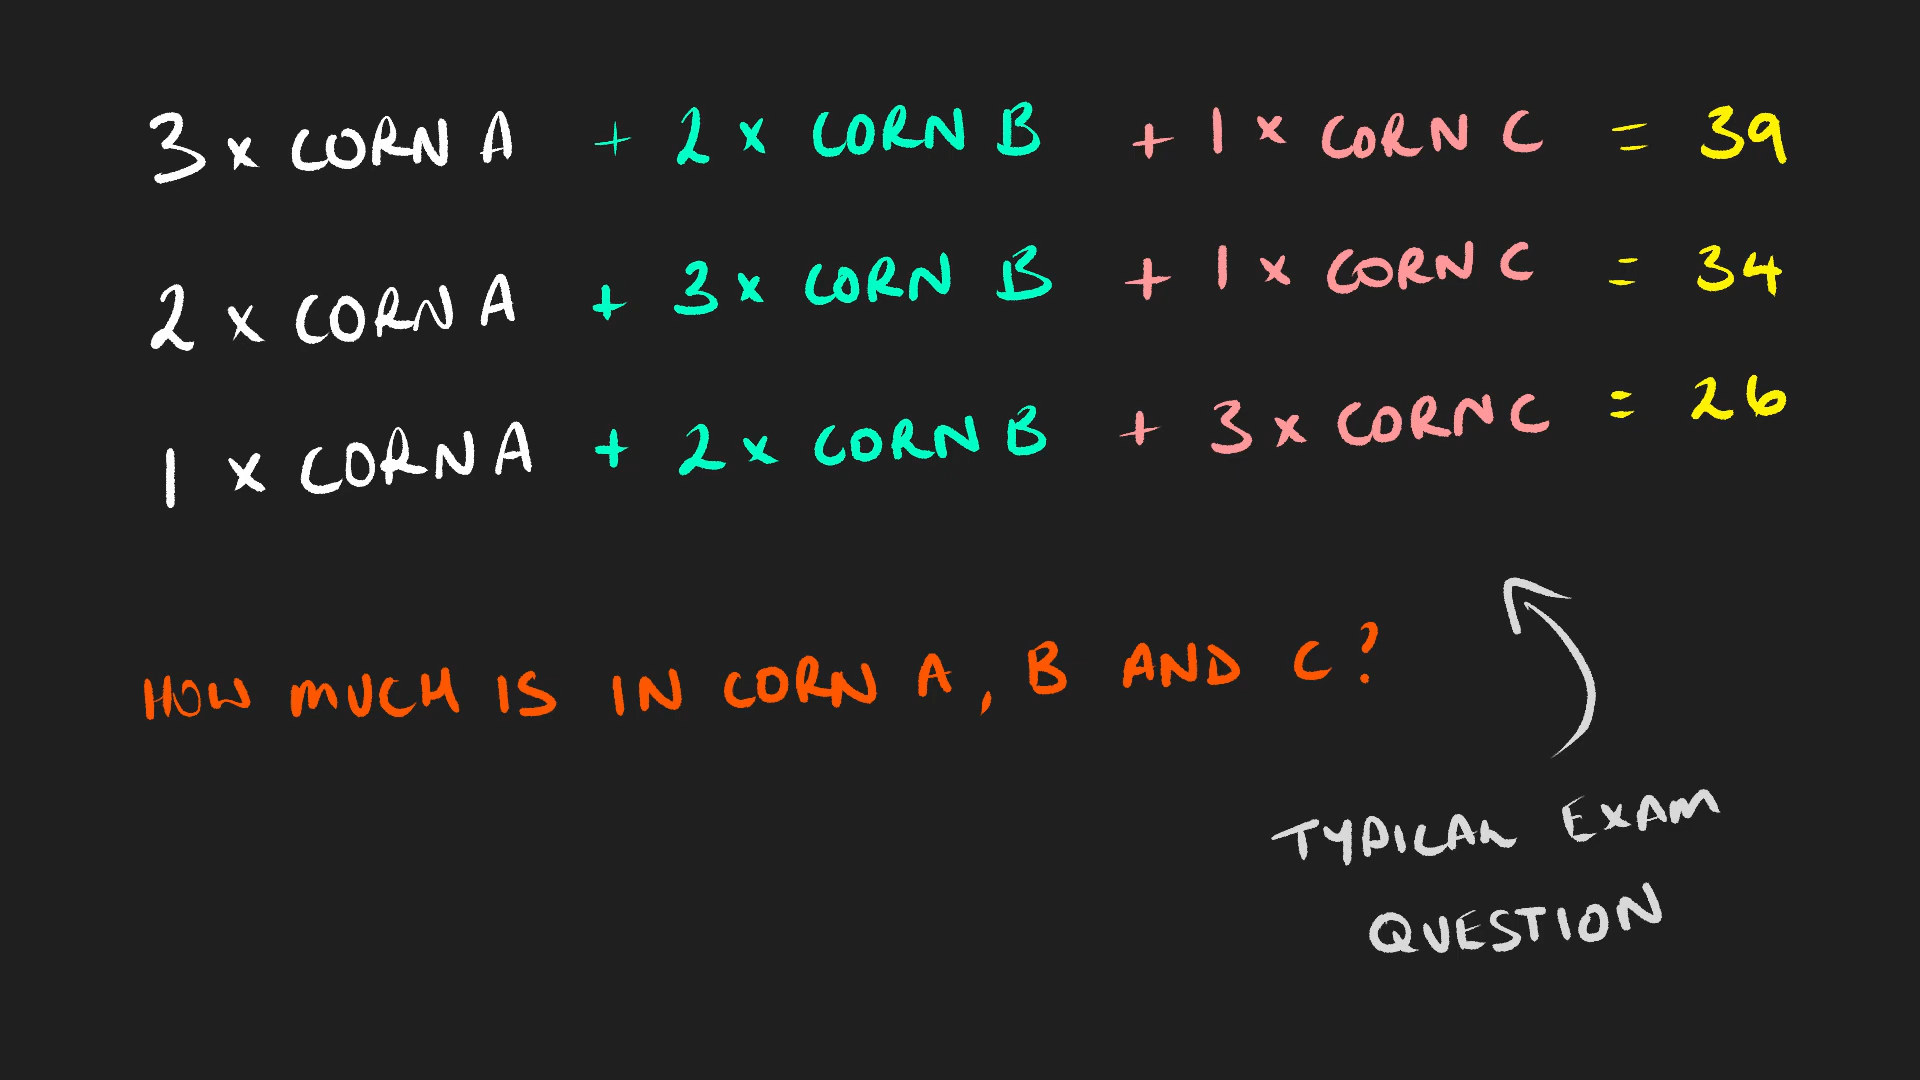 3 x CORN A + 2 x CORN B + 1 x CORN C = 39
2 x CORN A + 3 x CORN B + 1 x CORN C = 34
1 x CORN A + 2 x CORN B + 3 x CORN C = 26
HOW MUCH IS IN CORN A, B AND C?
TYPICAL EXAM
QUESTION